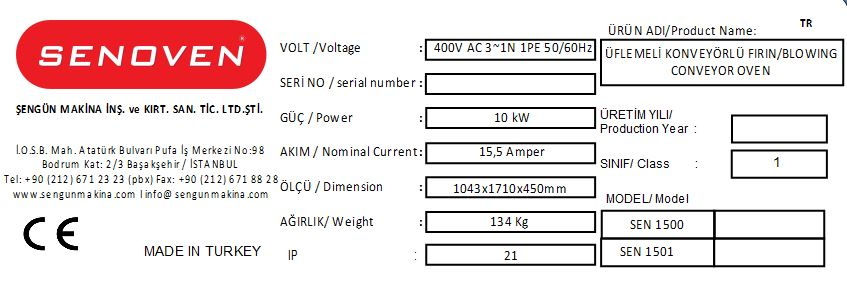 SENOVEN®
ŞENGÜN MAKİNA İNŞ. ve KIRT. SAN. TİC. LTD.ŞTİ.
İ.O.S.B. Mah. Atatürk Bulvarı Pufa İş Merkezi No:98
Bodrum Kat: 2/3 Başakşehir / İSTANBUL
Tel: +90 (212) 671 23 23 (pbx) Fax: +90 (212) 671 88 28
www.sengunmakina.com I info@ sengunmakina.com
CE
MADE IN TURKEY
VOLT /Voltage : 400V AC 3~1N 1PE 50/60Hz
SERİ NO / serial number :
GÜÇ / Power : 10 kW
AKIM / Nominal Current: 15,5 Amper
ÖLÇÜ / Dimension : 1043x1710x450mm
AĞIRLIK/ Weight : 134 Kg
IP : 21
TR
ÜRÜN ADI/Product Name:
ÜFLEMELİ KONVEYÖRLÜ FIRIN/BLOWING
CONVEYOR OVEN
ÜRETİM YILI/
Production Year :
SINIF/ Class : 1
MODEL/ Model
SEN 1500
SEN 1501